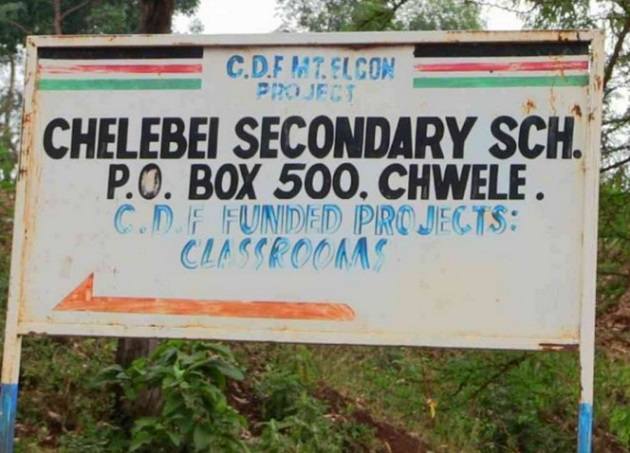 C.D.F MT. ELGON
PROJECT
CHELEBEI SECONDARY SCH.
P.O. BOX 500, CHWELE.
C.D.F FUNDED PROJECTS:
CLASSROOMS